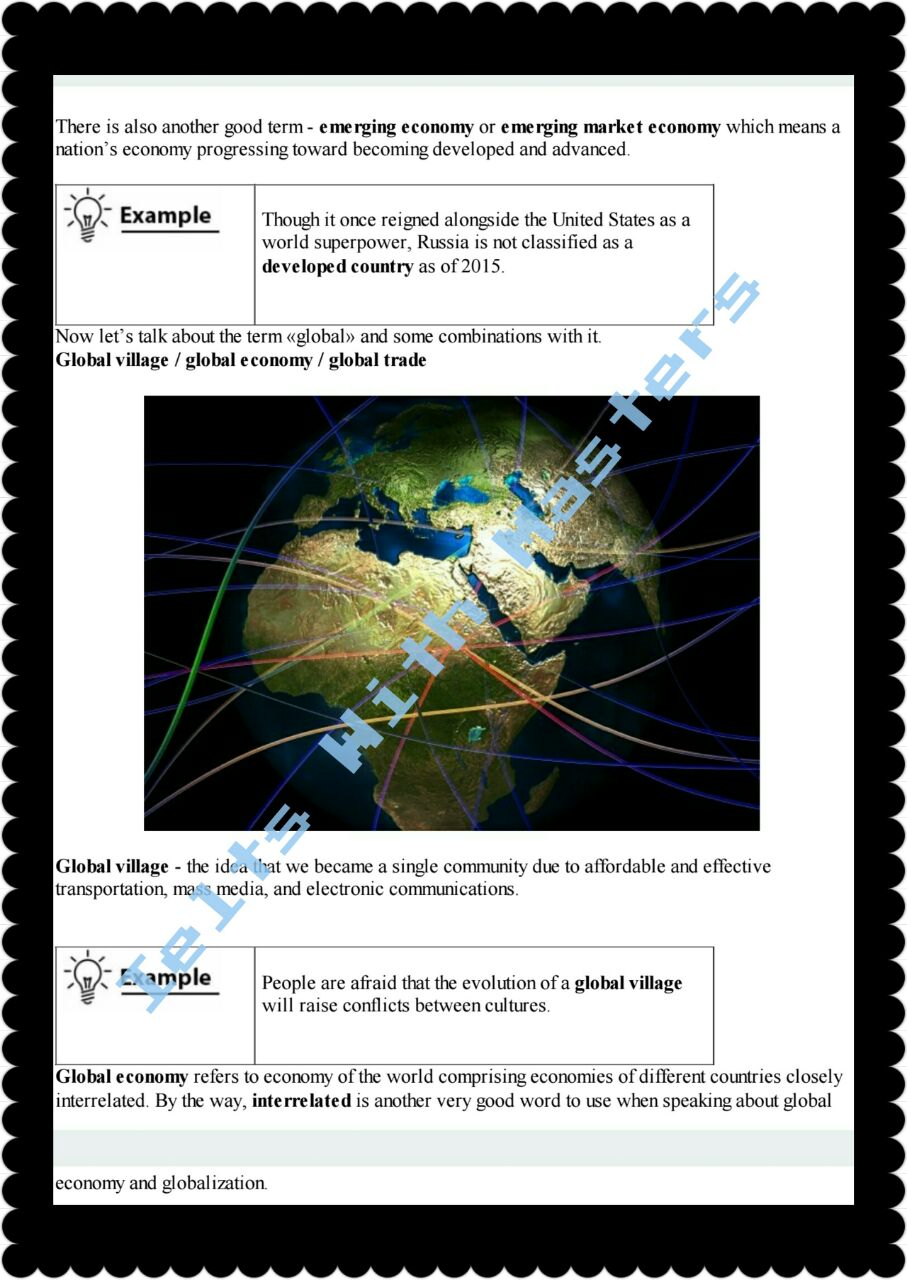 There is also another good term - emerging economy or emerging market economy which means a
nation’s economy progressing toward becoming developed and advanced.
Example
Though it once reigned alongside the United States as a
world superpower, Russia is not classified as a
developed country as of 2015.
Now let’s talk about the term «global» and some combinations with it.
Global village / global economy / global trade
Ielts With Masters
Global village - the idea that we became a single community due to affordable and effective
transportation, mass media, and electronic communications.
Example
People are afraid that the evolution of a global village
will raise conflicts between cultures.
Global economy refers to economy of the world comprising economies of different countries closely
interrelated. By the way, interrelated is another very good word to use when speaking about global
economy and globalization.